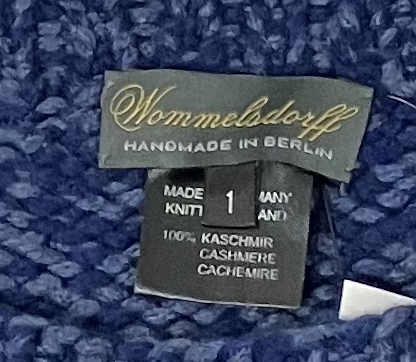 Wommelsdorff
HANDMADE IN BERLIN
MADE
1
KASCHMIR
100% CASHMERE
CACHEMIRE